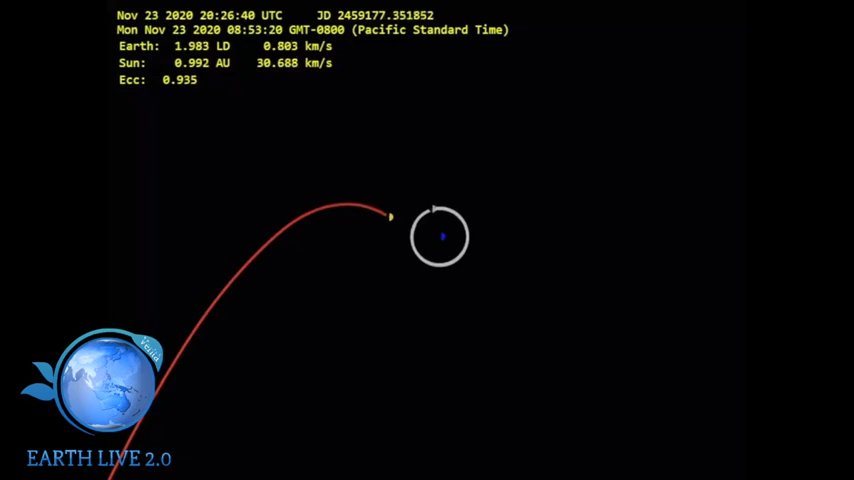 Nov 23 2020 20:26:40 UTC JD 2459177.351852
Mon Nov 23 2020 08:53:20 GMT-0800 (Pacific Standard Time)
Earth: 1.983 LD 0.803 km/s
Sun: 0.992 AU 30.688 km/s
Ecc: 0.935
Venia
EARTH LIVE 2.0